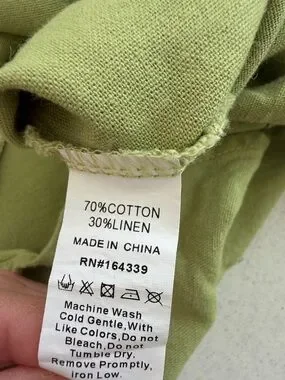 70%COTTON
30%LINEN
MADE IN CHINA
RN#164339
Machine Wash
Cold Gentle,With
Like Colors,Do not
Bleach,Do not
Tumble Dry.
Remove Promptly,
Iron Low.